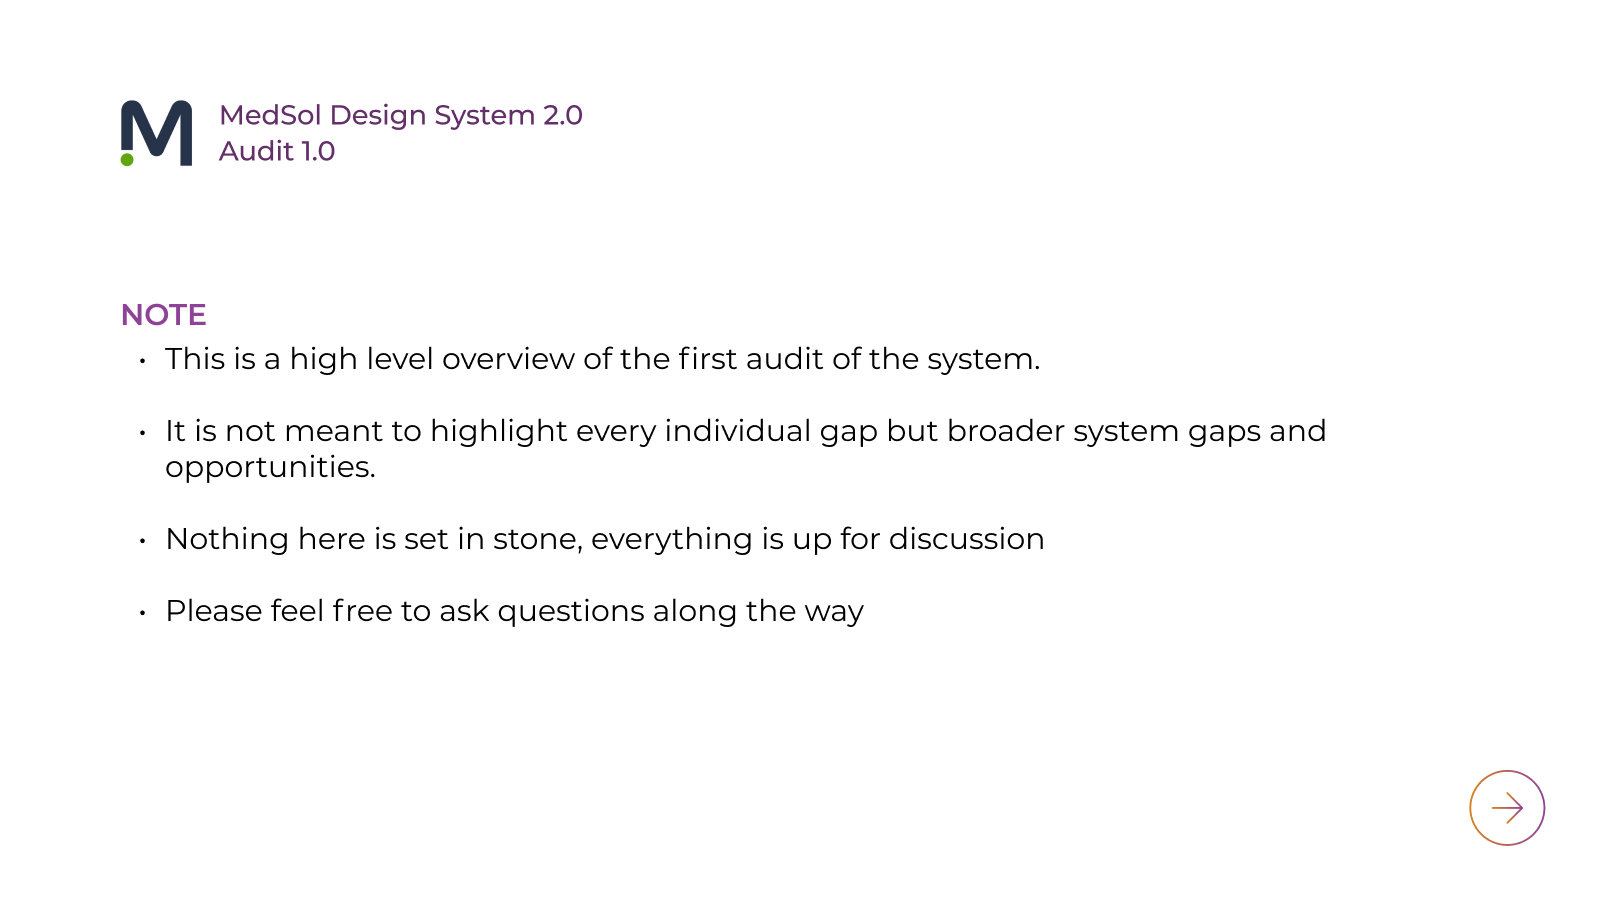 M
MedSol Design System 2.0
Audit 1.0
NOTE
• This is a high level overview of the first audit of the system.
• It is not meant to highlight every individual gap but broader system gaps and
opportunities.
• Nothing here is set in stone, everything is up for discussion
• Please feel free to ask questions along the way